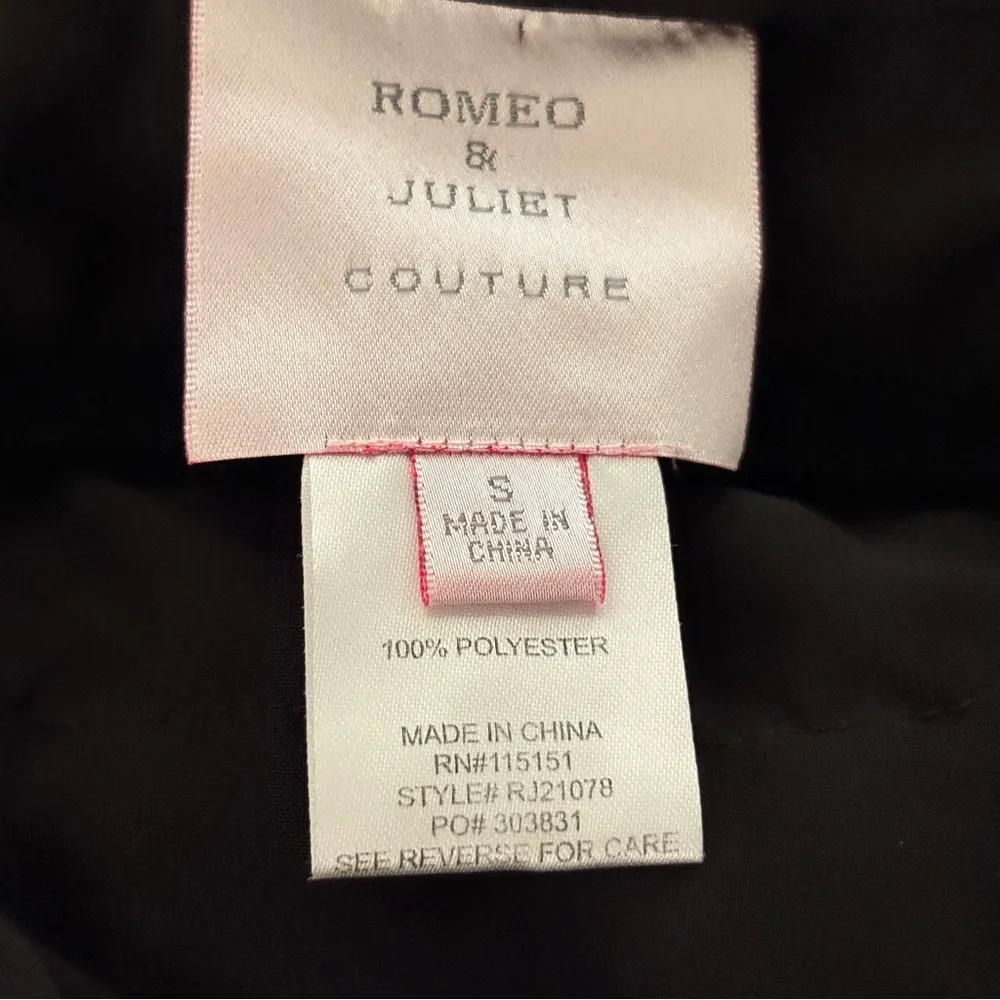 ROMEO
&
JULIET
COUTURE
S
MADE IN
CHINA
100% POLYESTER
MADE IN CHINA
RN#115151
STYLE# RJ21078
PO# 303831
SEE REVERSE FOR CARE